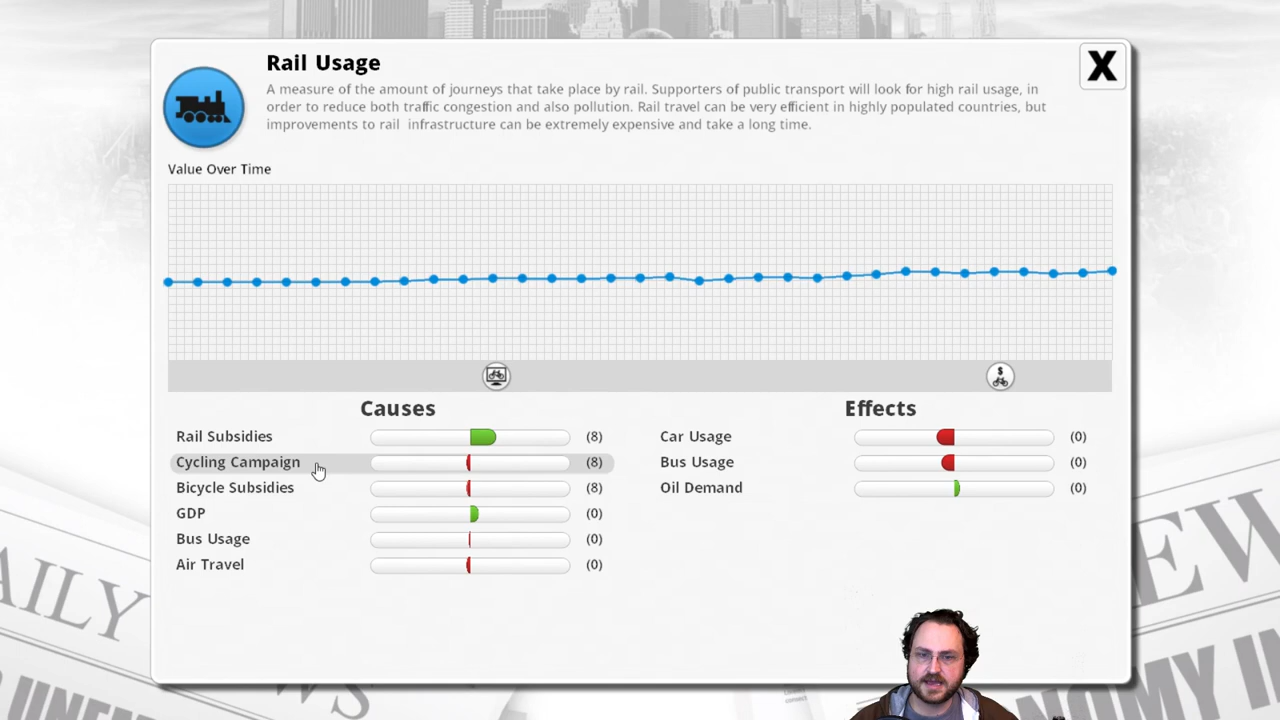 Rail Usage
X
A measure of the amount of journeys that take place by rail. Supporters of public transport will look for high rail usage, in
order to reduce both traffic congestion and also pollution. Rail travel can be very efficient in highly populated countries, but
improvements to rail infrastructure can be extremely expensive and take a long time.
Value Over Time
$
Causes
Effects
Rail Subsidies (8)
Car Usage (0)
Cycling Campaign (8)
Bus Usage (0)
Bicycle Subsidies (8)
Oil Demand (0)
GDP (0)
Bus Usage (0)
Air Travel (0)
AILY
NEW